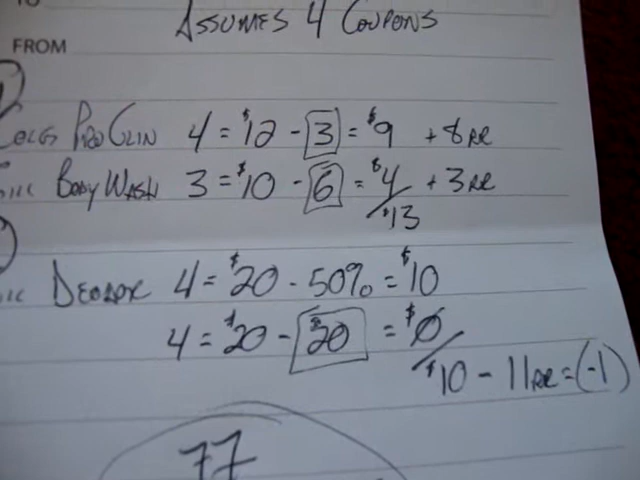 ASSUMES 4 COUPONS
FROM
COLG PROCLIN 4 = $12 - 3 = $9 + 8RR
BODY WASH 3 = $10 - 6 = $4 + 3RR
$13
DEODOR 4 = $20 - 50% = $10
4 = $20 - $20 = $0
$10 - 11RR = (-1)
77